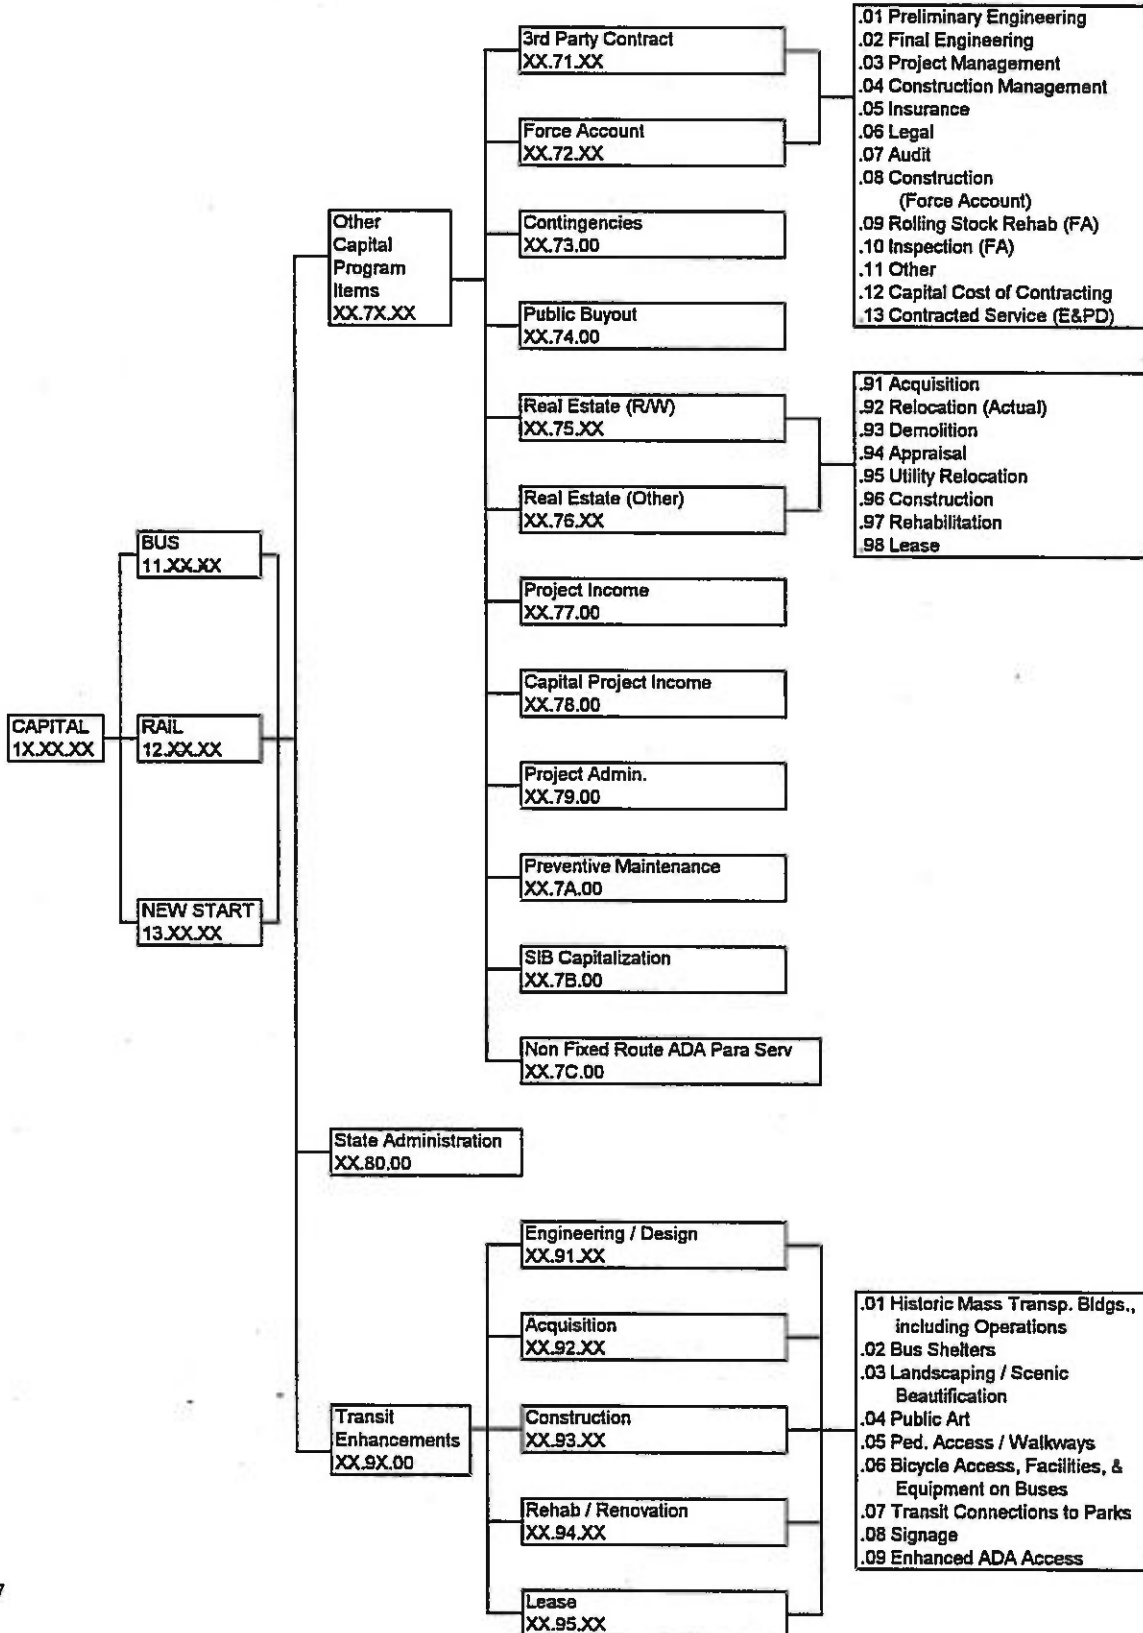 3rd Party Contract
XX.71.XX
Force Account
XX.72.XX
Contingencies
XX.73.00
Public Buyout
XX.74.00
Real Estate (R/W)
XX.75.XX
Real Estate (Other)
XX.76.XX
Project Income
XX.77.00
Capital Project Income
XX.78.00
Project Admin.
XX.79.00
Preventive Maintenance
XX.7A.00
SIB Capitalization
XX.7B.00
Non Fixed Route ADA Para Serv
XX.7C.00
.01 Preliminary Engineering
.02 Final Engineering
.03 Project Management
.04 Construction Management
.05 Insurance
.06 Legal
.07 Audit
.08 Construction
(Force Account)
.09 Rolling Stock Rehab (FA)
.10 Inspection (FA)
.11 Other
.12 Capital Cost of Contracting
.13 Contracted Service (E&PD)
.91 Acquisition
.92 Relocation (Actual)
.93 Demolition
.94 Appraisal
.95 Utility Relocation
.96 Construction
.97 Rehabilitation
.98 Lease
Other
Capital
Program
Items
XX.7X.XX
BUS
11.XX.XX
CAPITAL
1X.XX.XX
RAIL
12.XX.XX
NEW START
13.XX.XX
State Administration
XX.80.00
Transit
Enhancements
XX.9X.00
Engineering / Design
XX.91.XX
Acquisition
XX.92.XX
Construction
XX.93.XX
Rehab / Renovation
XX.94.XX
Lease
XX.95.XX
.01 Historic Mass Transp. Bldgs.,
including Operations
.02 Bus Shelters
.03 Landscaping / Scenic
Beautification
.04 Public Art
.05 Ped. Access / Walkways
.06 Bicycle Access, Facilities, &
Equipment on Buses
.07 Transit Connections to Parks
.08 Signage
.09 Enhanced ADA Access
7